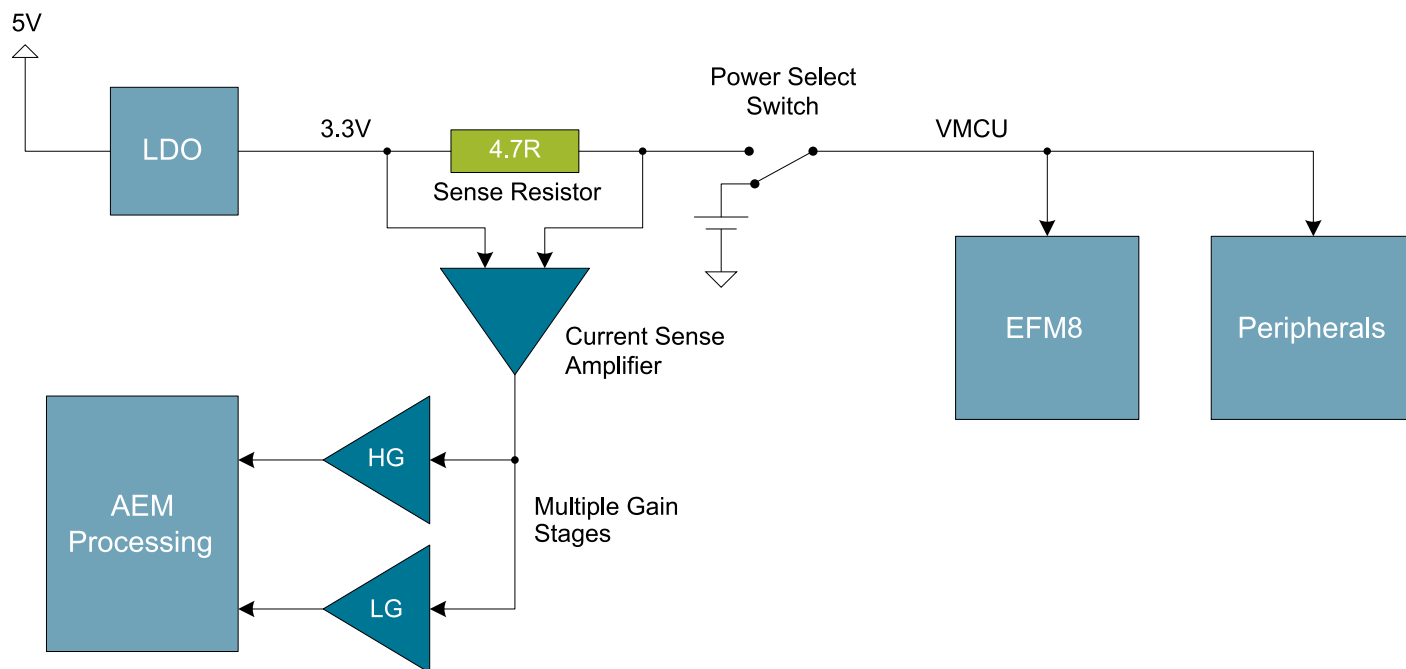 5V
LDO
3.3V
4.7R
Sense Resistor
Power Select
Switch
VMCU
EFM8
Peripherals
Current Sense
Amplifier
HG
LG
Multiple Gain
Stages
AEM
Processing